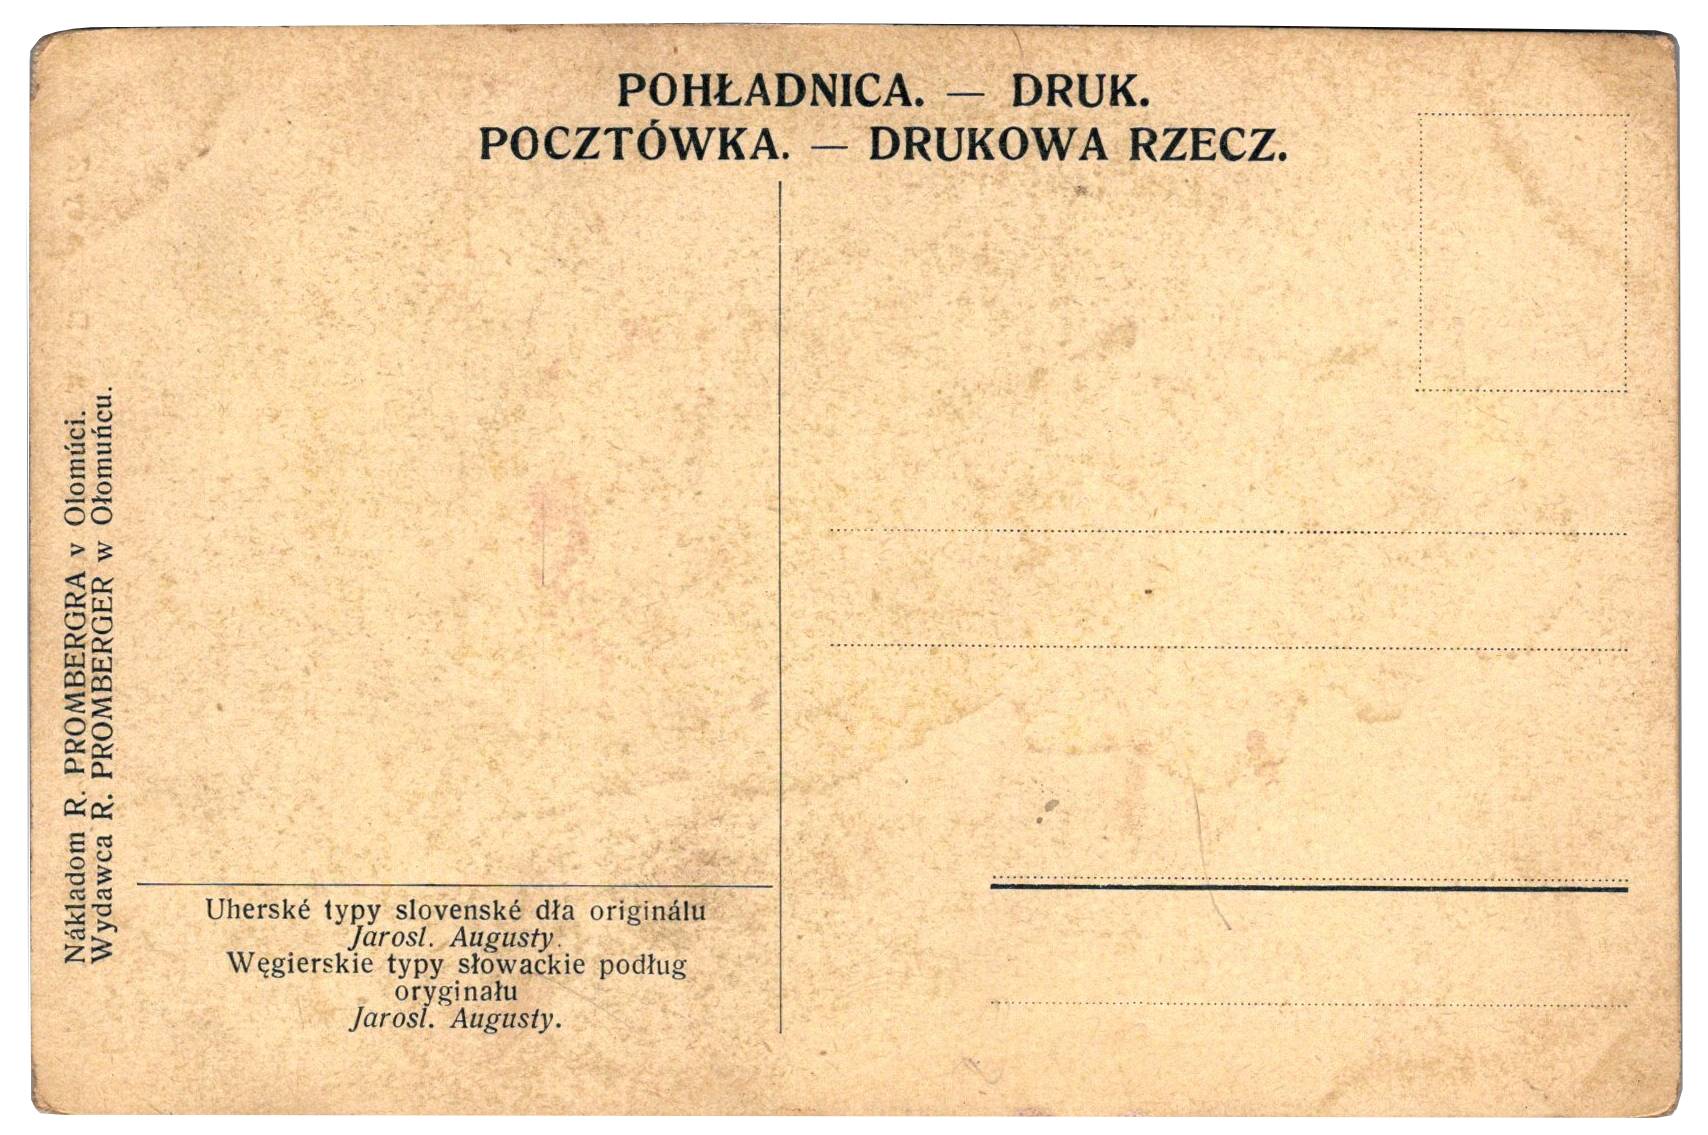 POHŁADNICA. — DRUK.
POCZTÓWKA. — DRUKOWA RZECZ.
Nákladom R. PROMBERGRA v Olomúci.
Wydawca R. PROMBERGER w Ołomuńcu.
Uherské typy slovenské dła originálu
Jarosl. Augusty.
Węgierskie typy słowackie podług
oryginału
Jarosl. Augusty.